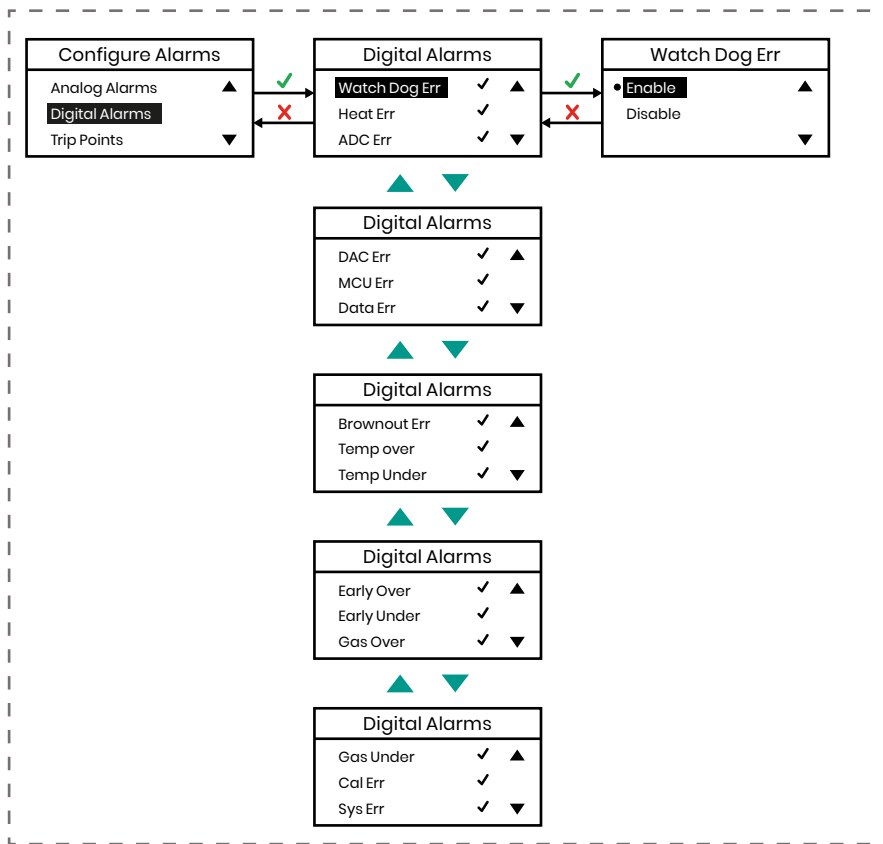 Configure Alarms
Analog Alarms
Digital Alarms
Trip Points
Digital Alarms
Watch Dog Err
Heat Err
ADC Err
Watch Dog Err
Enable
Disable
Digital Alarms
DAC Err
MCU Err
Data Err
Digital Alarms
Brownout Err
Temp over
Temp Under
Digital Alarms
Early Over
Early Under
Gas Over
Digital Alarms
Gas Under
Cal Err
Sys Err